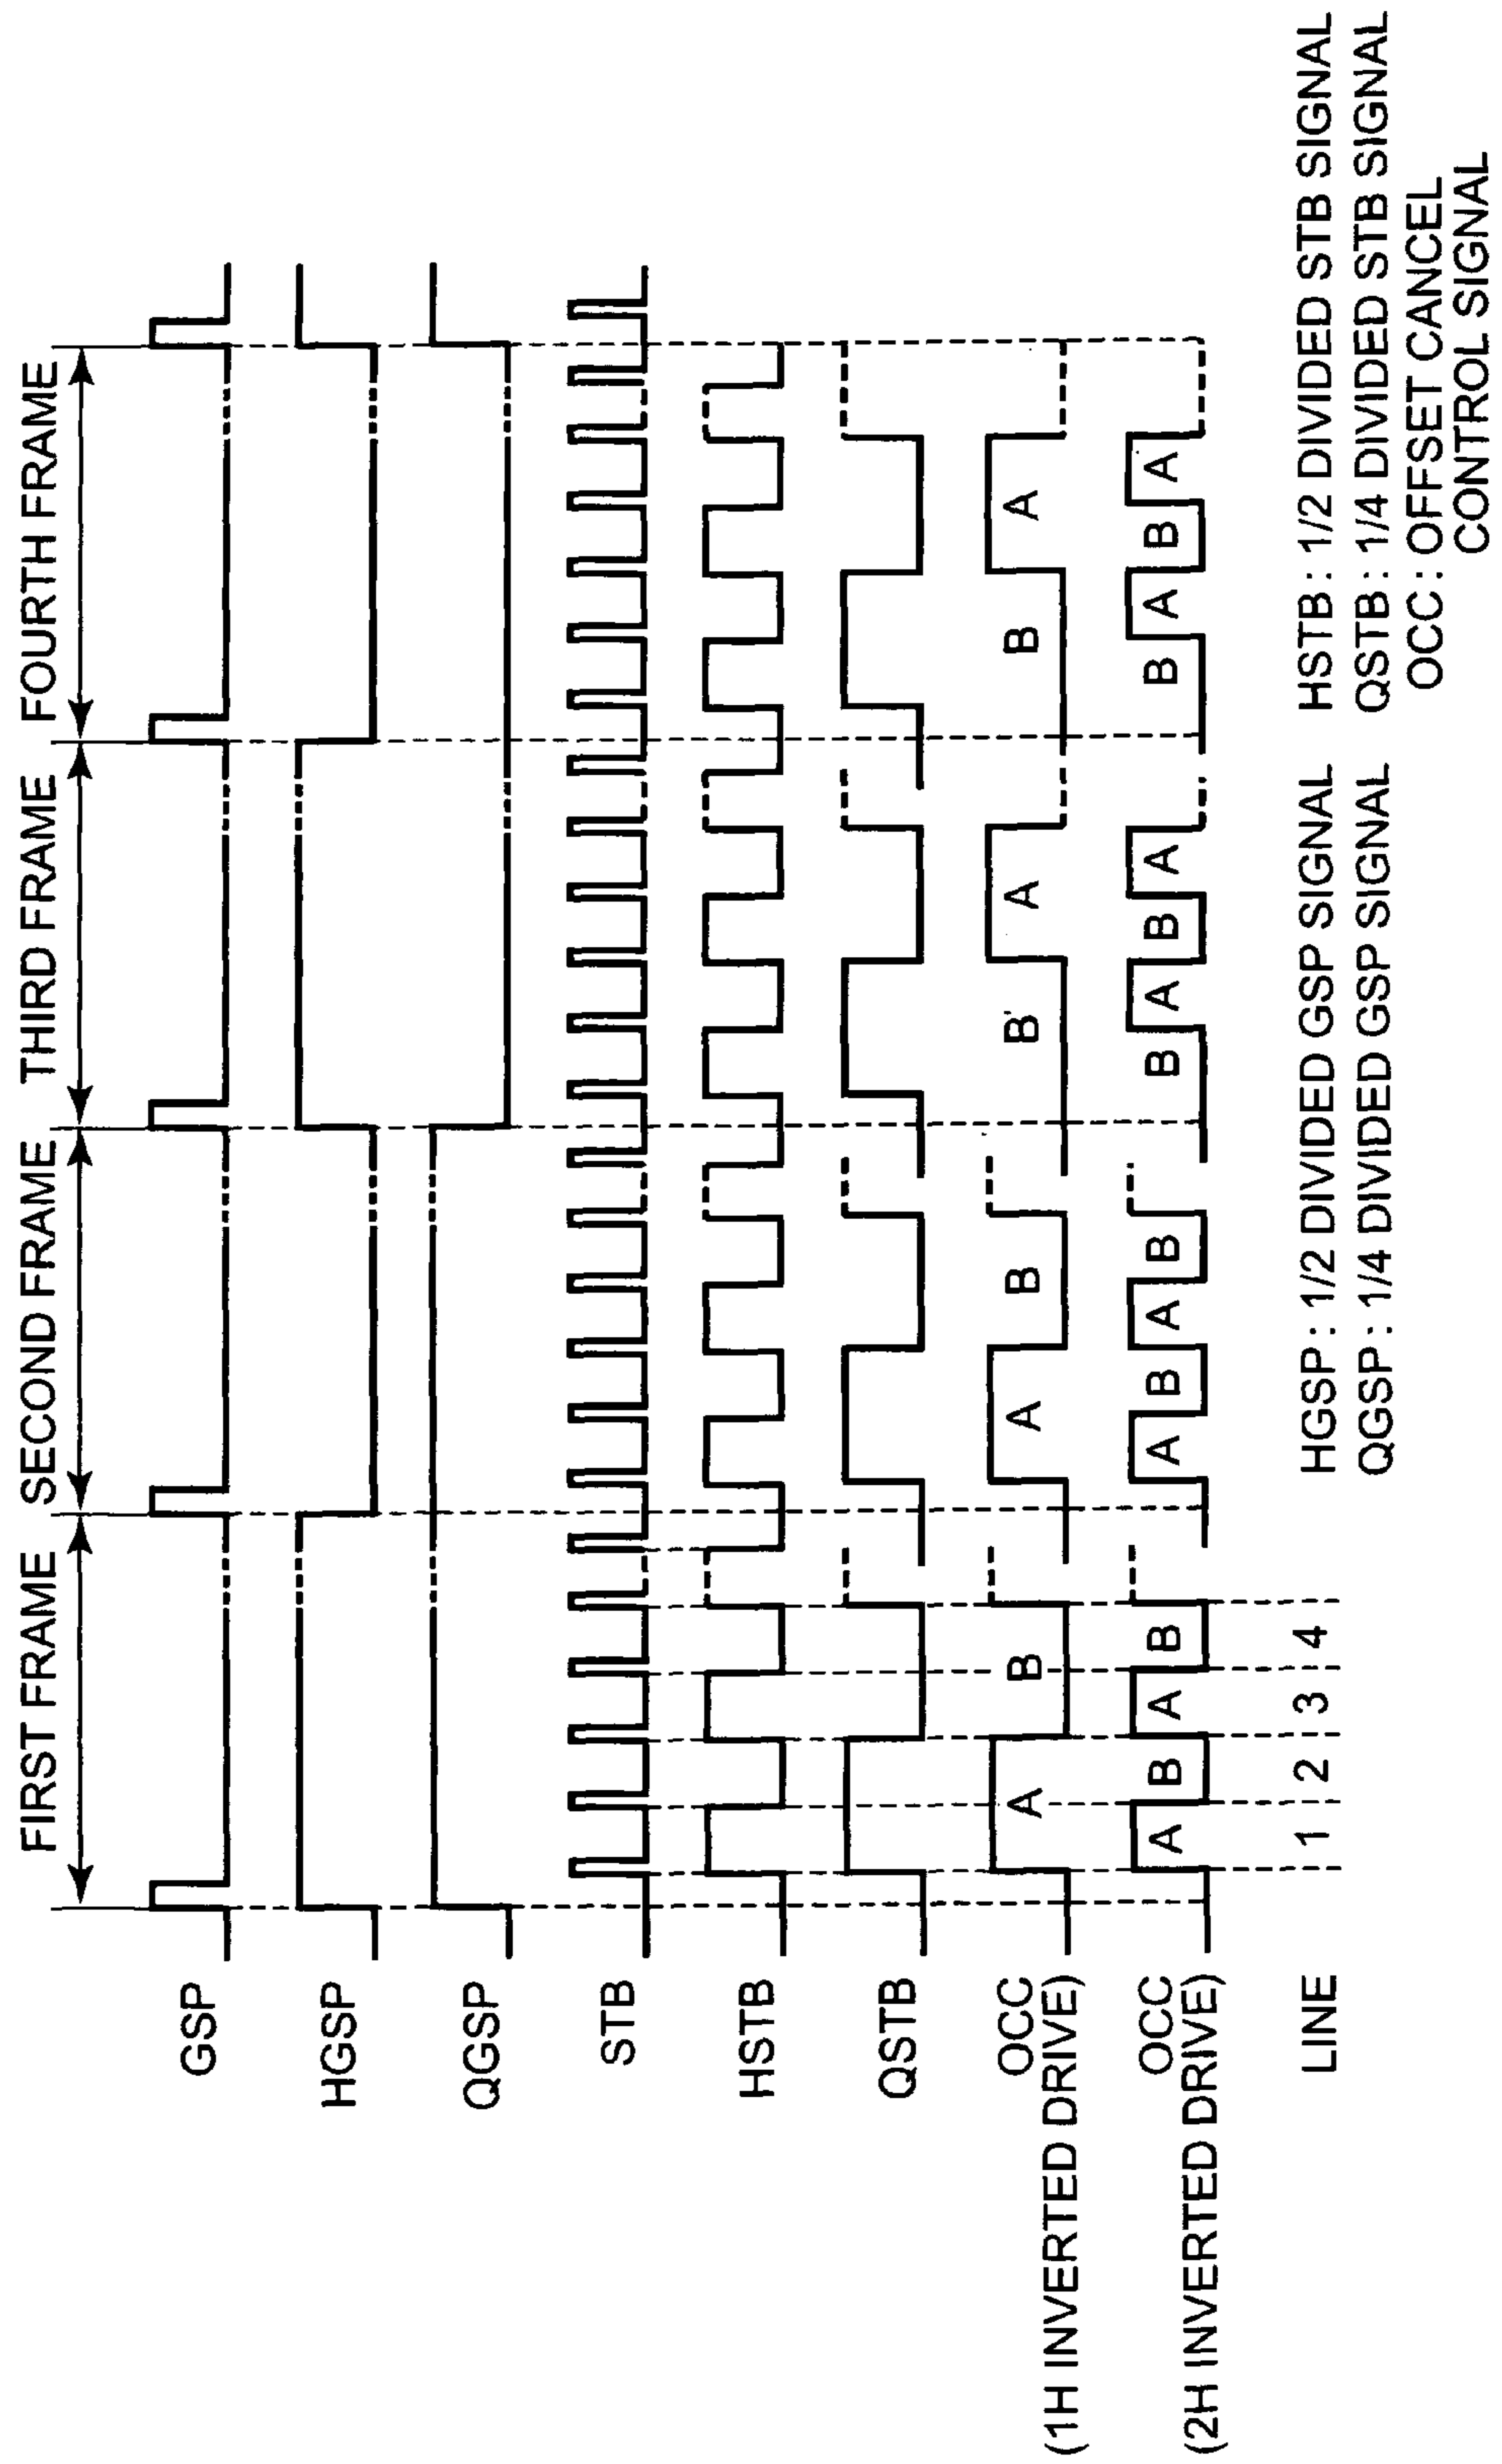 FIRST FRAME SECOND FRAME THIRD FRAME FOURTH FRAME
GSP
HGSP
QGSP
STB
HSTB
QSTB
OCC
(1H INVERTED DRIVE)
A B A B B A B A
OCC
(2H INVERTED DRIVE)
A B A B A B A B B A B A B A B A
LINE 1 2 3 4
HGSP : 1/2 DIVIDED GSP SIGNAL
QGSP : 1/4 DIVIDED GSP SIGNAL
HSTB : 1/2 DIVIDED STB SIGNAL
QSTB : 1/4 DIVIDED STB SIGNAL
OCC : OFFSET CANCEL
CONTROL SIGNAL